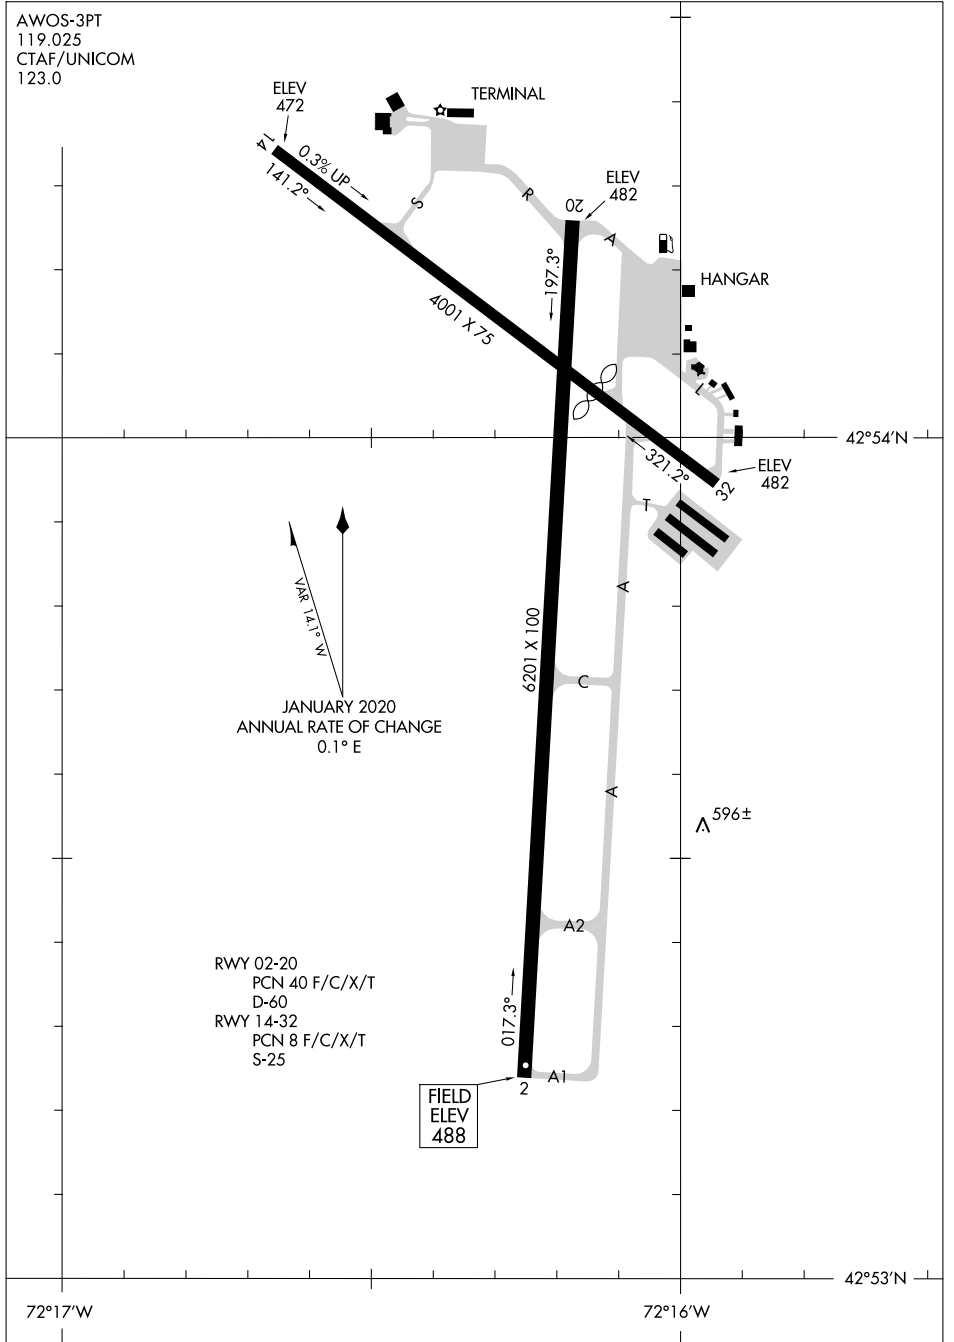 AWOS-3PT
119.025
CTAF/UNICOM
123.0
ELEV
472
TERMINAL
14
0.3% UP
141.2°
S
R
ELEV
482
20
A
197.3°
HANGAR
4001 X 75
L
42°54'N
321.2°
ELEV
482
32
T
VAR 14.1° W
A
6201 X 100
C
JANUARY 2020
ANNUAL RATE OF CHANGE
0.1° E
A
596±
A2
RWY 02-20
PCN 40 F/C/X/T
D-60
RWY 14-32
PCN 8 F/C/X/T
S-25
017.3°
A1
2
FIELD
ELEV
488
42°53'N
72°17'W
72°16'W